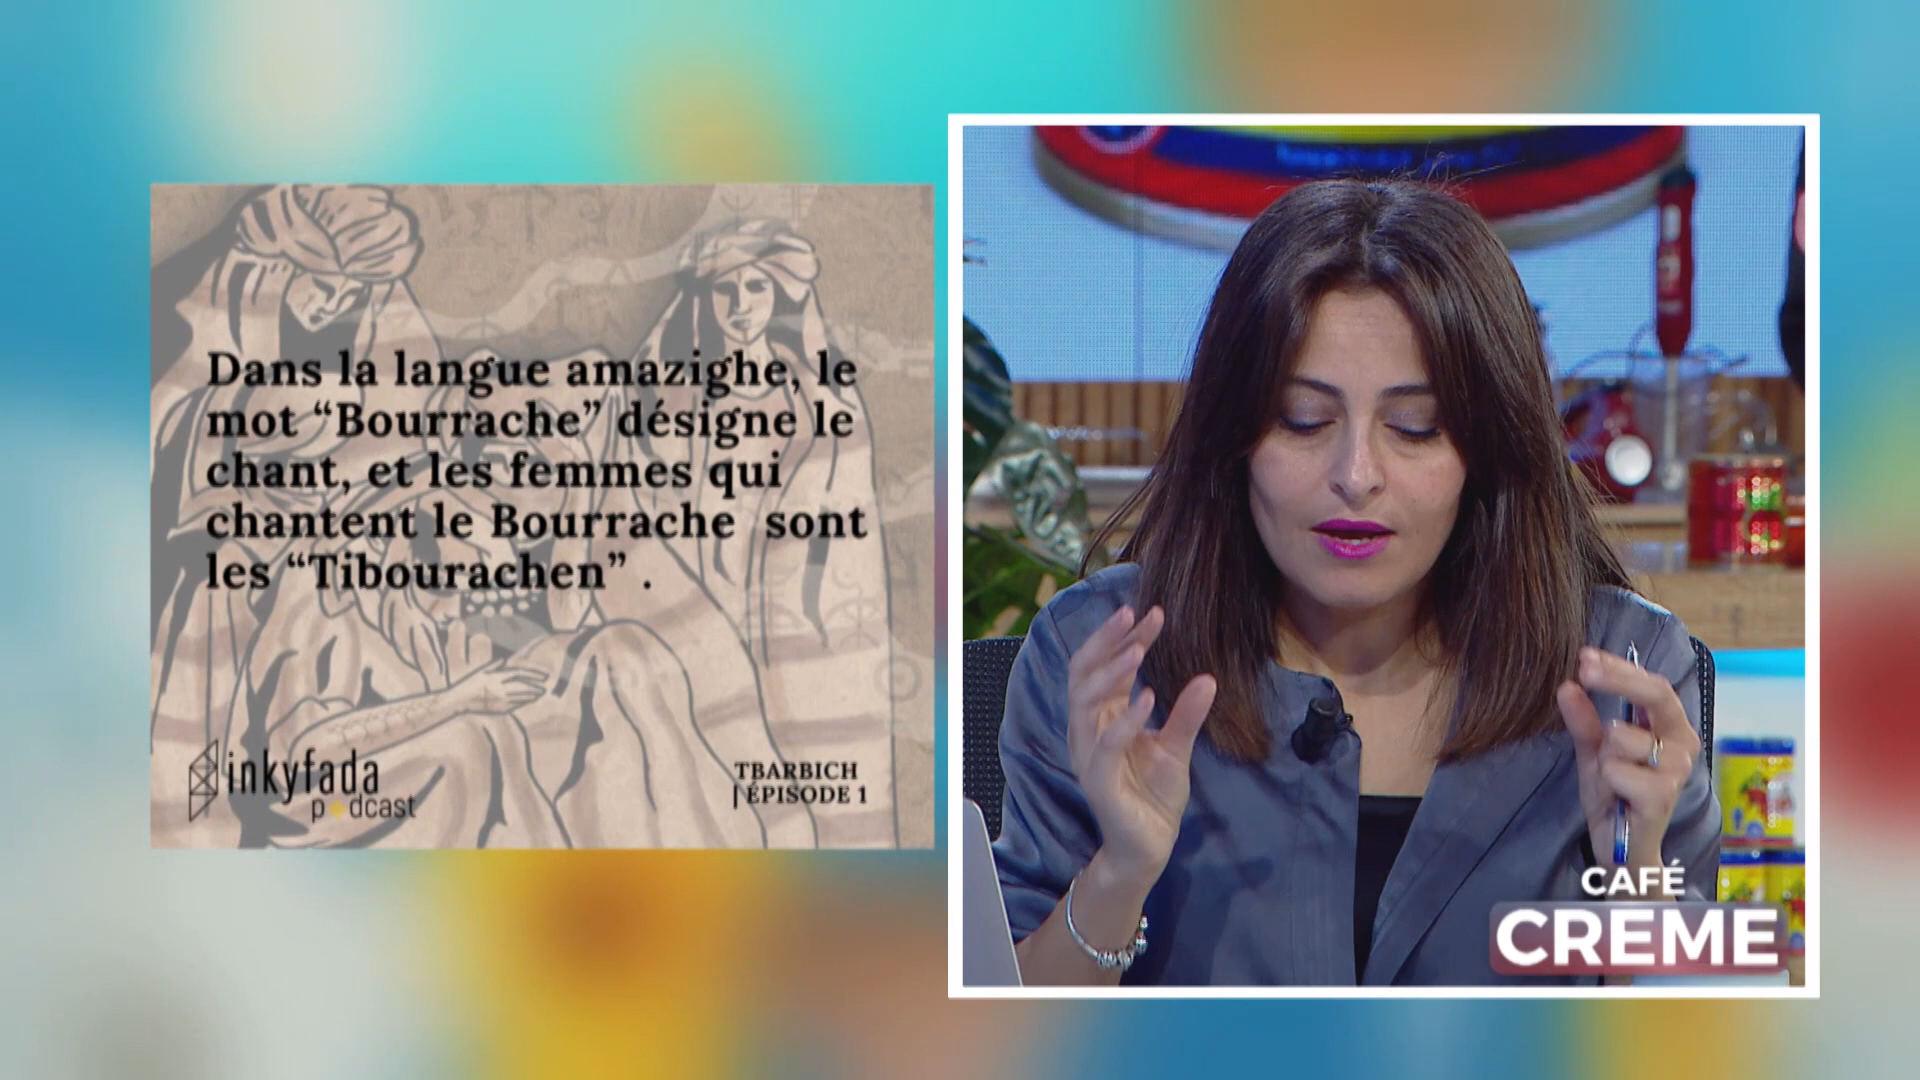 Dans la langue amazighe, le
mot “Bourrache” désigne le
chant, et les femmes qui
chantent le Bourrache sont
les “Tibourachen” .
inkyfada
podcast
TBARBICH
| ÉPISODE 1
CAFÉ
CREME